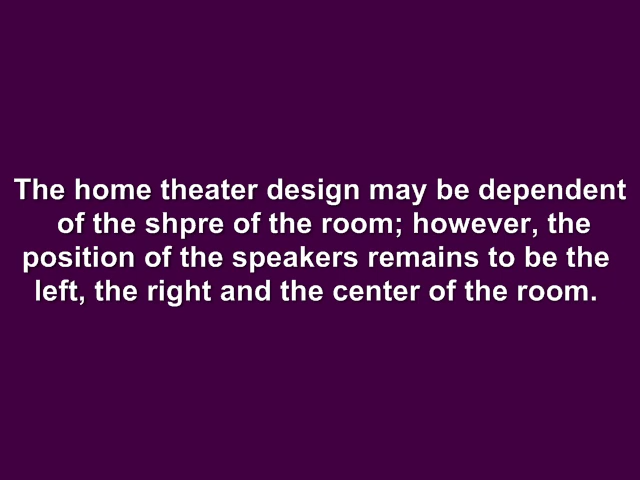 The home theater design may be dependent
of the shpre of the room; however, the
position of the speakers remains to be the
left, the right and the center of the room.